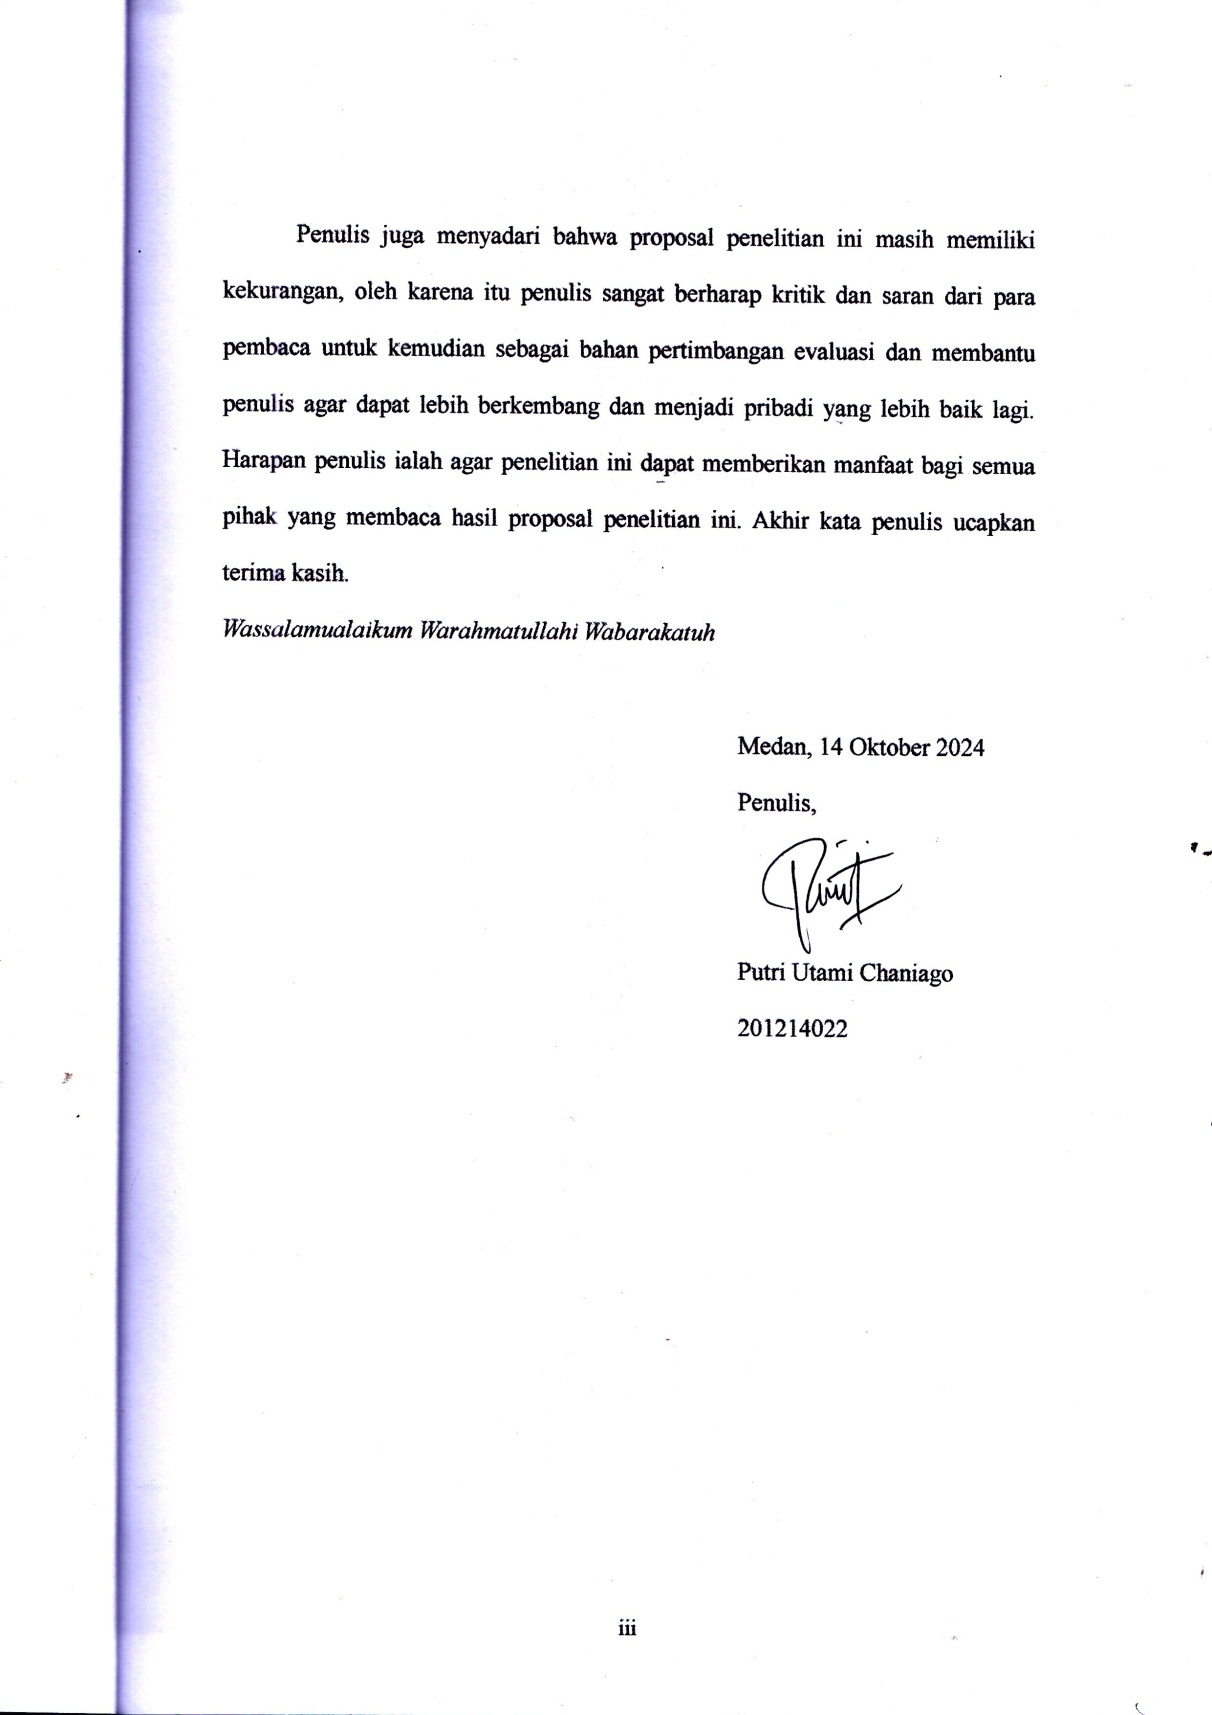 Penulis juga menyadari bahwa proposal penelitian ini masih memiliki
kekurangan, oleh karena itu penulis sangat berharap kritik dan saran dari para
pembaca untuk kemudian sebagai bahan pertimbangan evaluasi dan membantu
penulis agar dapat lebih berkembang dan menjadi pribadi yang lebih baik lagi.
Harapan penulis ialah agar penelitian ini dapat memberikan manfaat bagi semua
pihak yang membaca hasil proposal penelitian ini. Akhir kata penulis ucapkan
terima kasih.
Wassalamualaikum Warahmatullahi Wabarakatuh
Medan, 14 Oktober 2024
Penulis,
Putri Utami Chaniago
201214022
iii